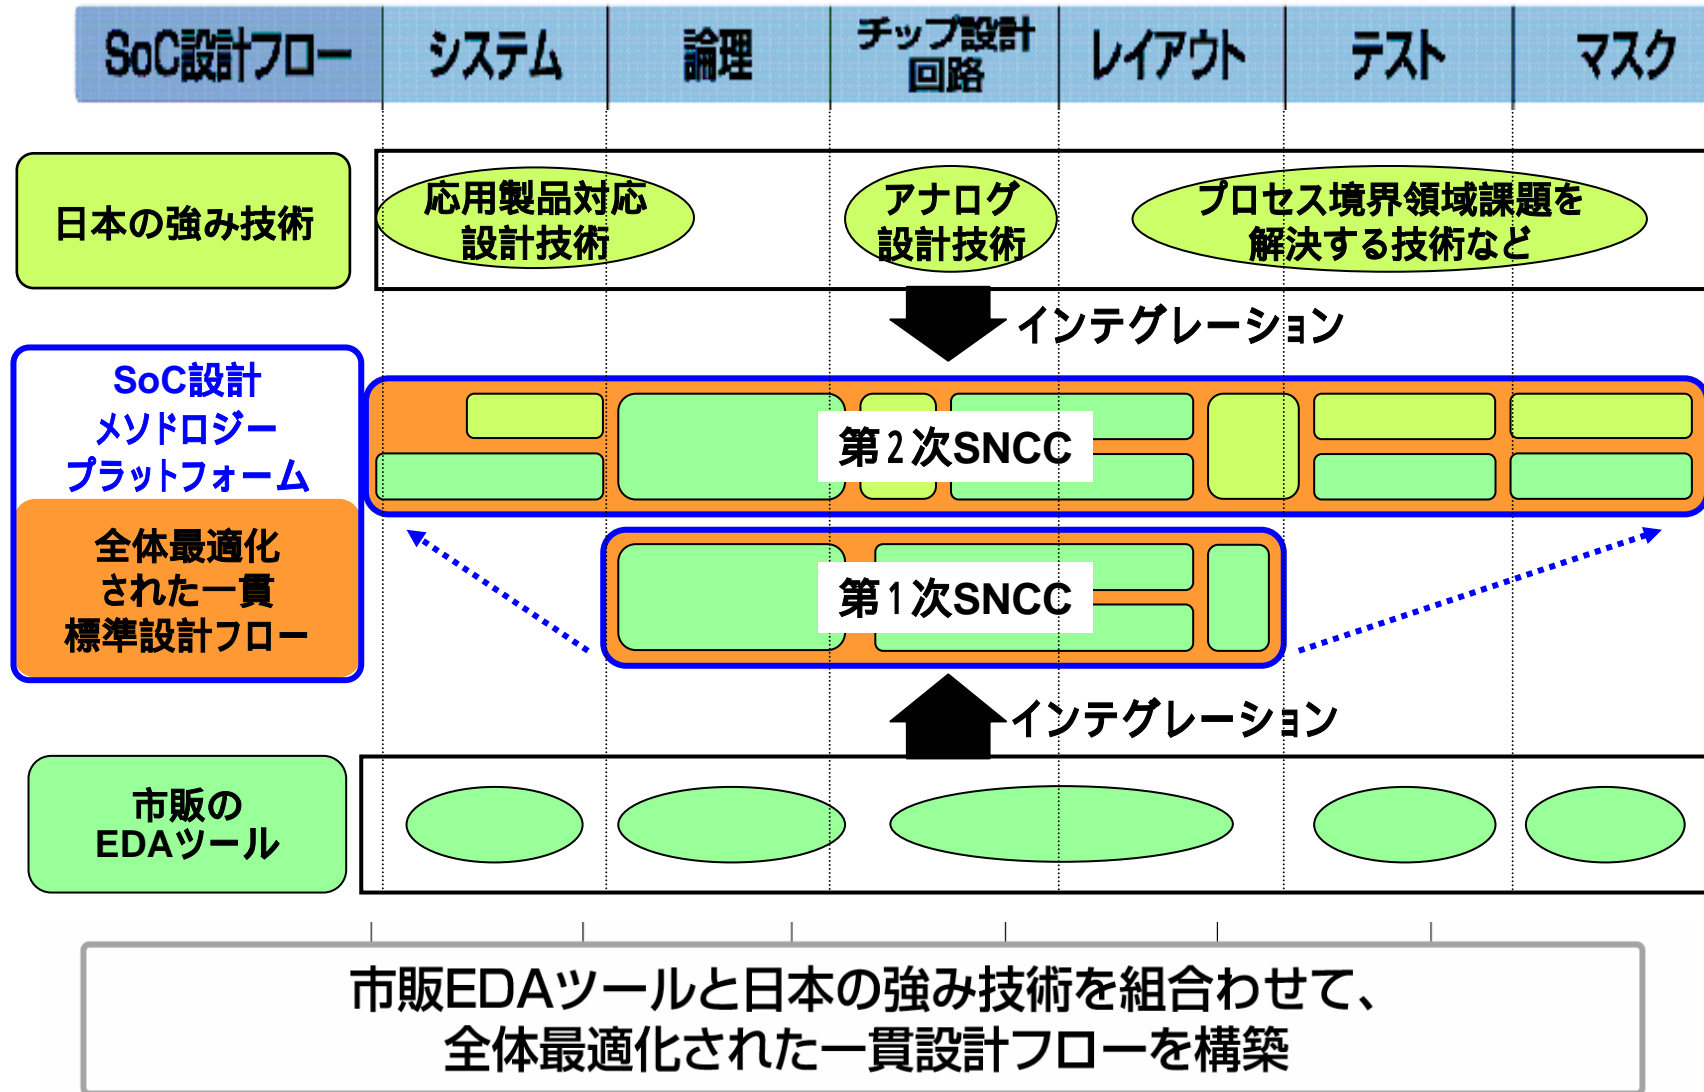 SoC設計フロー
システム
論理
チップ設計
回路
レイアウト
テスト
マスク
日本の強み技術
応用製品対応
設計技術
アナログ
設計技術
プロセス境界領域課題を
解決する技術など
インテグレーション
SoC設計
メソドロジー
プラットフォーム
第2次SNCC
全体最適化
された一貫
標準設計フロー
第1次SNCC
インテグレーション
市販の
EDAツール
市販EDAツールと日本の強み技術を組合わせて、
全体最適化された一貫設計フローを構築